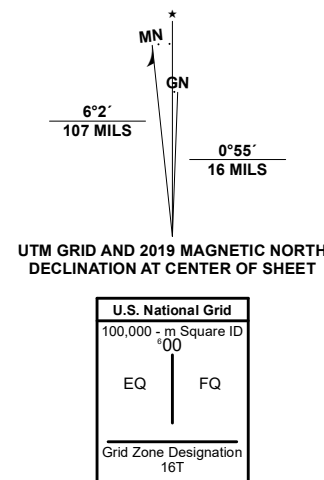 ★
MN
GN
6°2´
107 MILS
0°55´
16 MILS
UTM GRID AND 2019 MAGNETIC NORTH
DECLINATION AT CENTER OF SHEET
U.S. National Grid
100,000 - m Square ID
⁶00
EQ FQ
Grid Zone Designation
16T